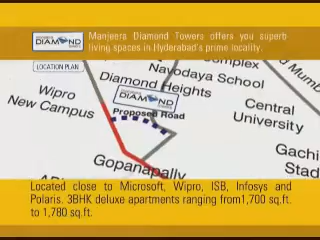 DIAMOND
Manjeera Diamond Towers offers you superb
living spaces in Hyderabad's prime locality.
LOCATION PLAN
Navodaya School
Diamond Heights
DIAMOND
Wipro
New Campus
Proposed Road
Central
University
Gopanapally
Gachi
Stad
Located close to Microsoft, Wipro, ISB, Infosys and
Polaris. 3BHK deluxe apartments ranging from1,700 sq.ft.
to 1,780 sq.ft.